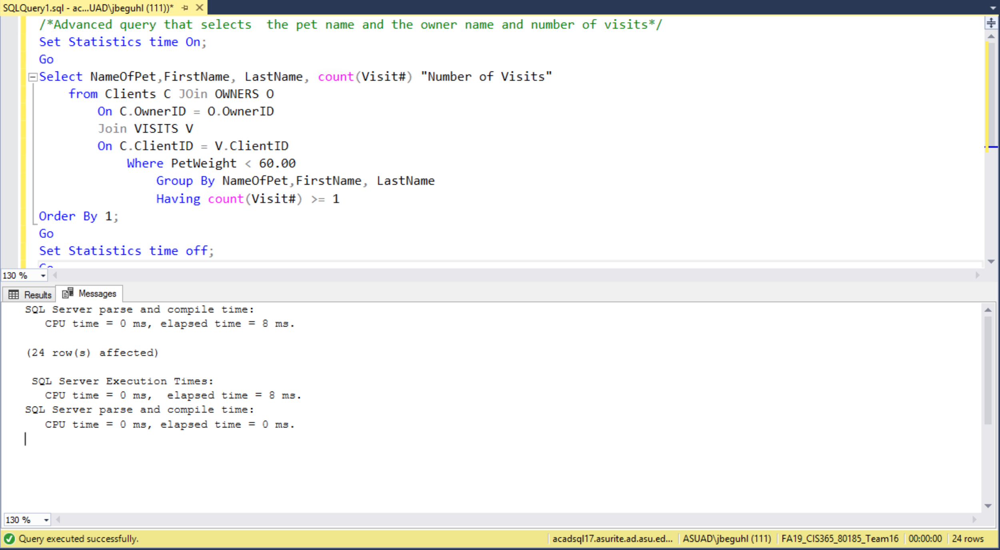 SQLQuery1.sql - ac...UAD\jbeguhl (111))*
/*Advanced query that selects  the pet name and the owner name and number of visits*/
Set Statistics time On;
Go
Select NameOfPet,FirstName, LastName, count(Visit#) "Number of Visits"
from Clients C JOin OWNERS O
On C.OwnerID = O.OwnerID
Join VISITS V
On C.ClientID = V.ClientID
Where PetWeight < 60.00
Group By NameOfPet,FirstName, LastName
Having count(Visit#) >= 1
Order By 1;
Go
Set Statistics time off;
Go
130 %
Results Messages
SQL Server parse and compile time:
CPU time = 0 ms, elapsed time = 8 ms.
(24 row(s) affected)
SQL Server Execution Times:
CPU time = 0 ms,  elapsed time = 8 ms.
SQL Server parse and compile time:
CPU time = 0 ms, elapsed time = 0 ms.
130 %
Query executed successfully. acadsql17.asurite.ad.asu.ed... ASUAD\jbeguhl (111) FA19_CIS365_80185_Team16 00:00:00 24 rows